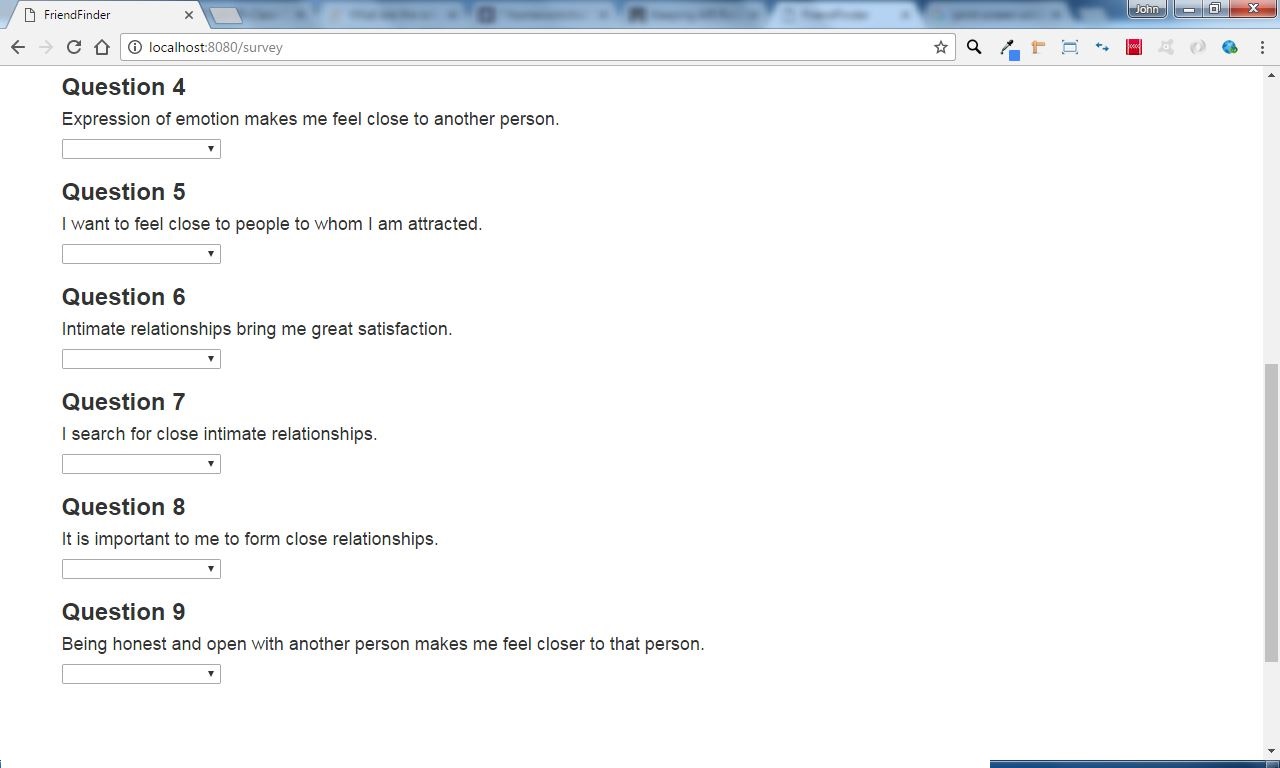 FriendFinder
John
localhost:8080/survey
Question 4
Expression of emotion makes me feel close to another person.
Question 5
I want to feel close to people to whom I am attracted.
Question 6
Intimate relationships bring me great satisfaction.
Question 7
I search for close intimate relationships.
Question 8
It is important to me to form close relationships.
Question 9
Being honest and open with another person makes me feel closer to that person.